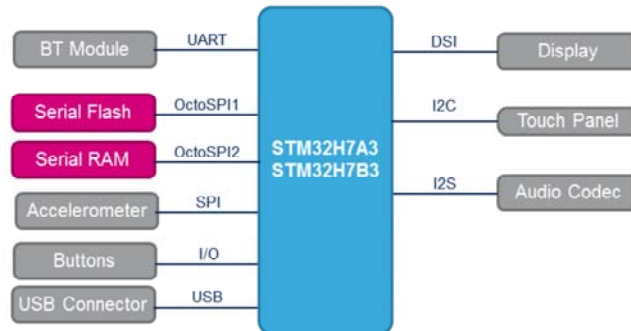 BT Module
UART
Serial Flash
OctoSPI1
Serial RAM
OctoSPI2
Accelerometer
SPI
Buttons
I/O
USB Connector
USB
STM32H7A3
STM32H7B3
DSI
Display
I2C
Touch Panel
I2S
Audio Codec